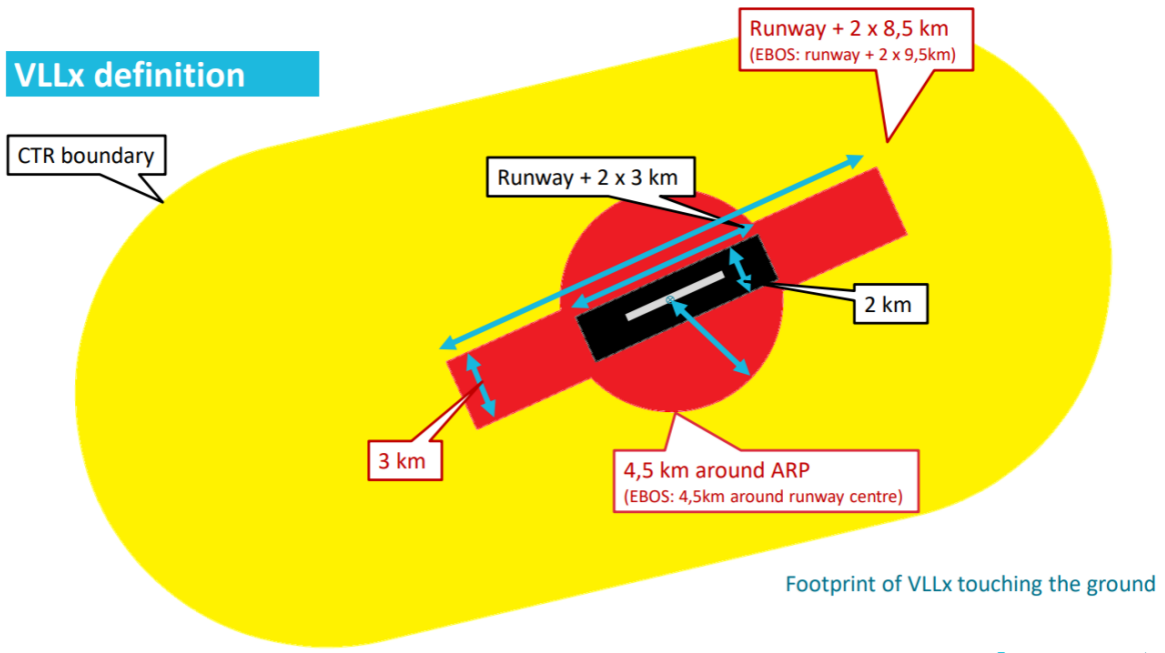 VLLx definition
Runway + 2 x 8,5 km
(EBOS: runway + 2 x 9,5km)
CTR boundary
Runway + 2 x 3 km
2 km
3 km
4,5 km around ARP
(EBOS: 4,5km around runway centre)
Footprint of VLLx touching the ground